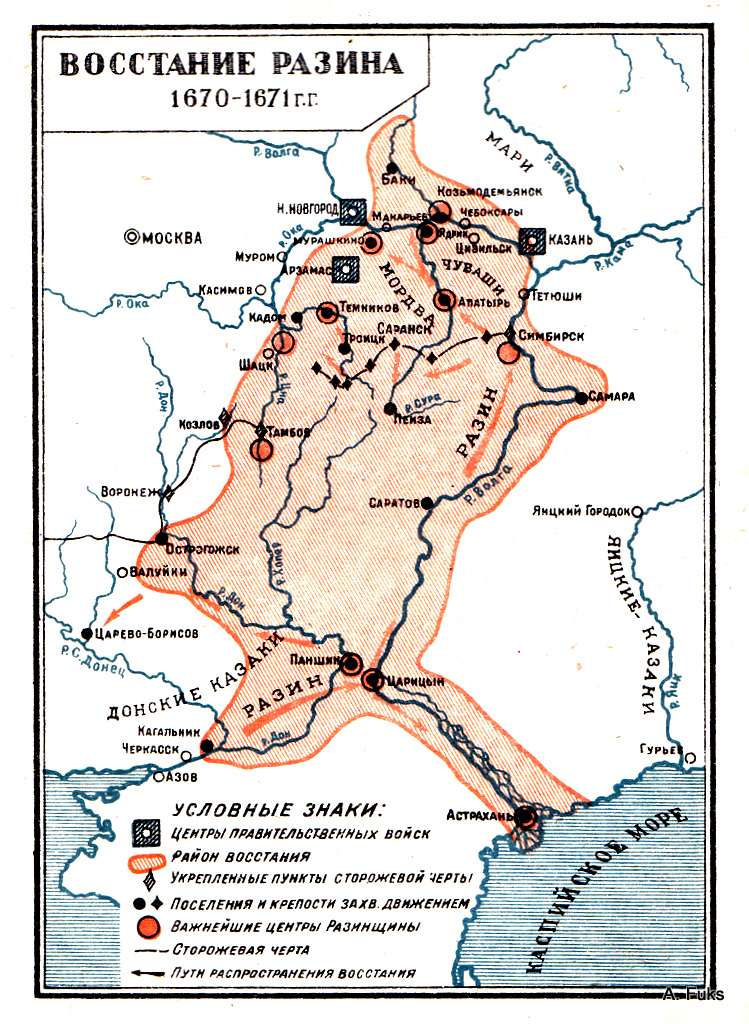 ВОССТАНИЕ РАЗИНА
1670-1671 г.г.
Р. Волга
МАРИ
Р. Вятка
БАКИ
КОЗЬМОДЕМЬЯНСК
Н. НОВГОРОД
МАКАРЬЕВ
ЧЕБОКСАРЫ
р. Ока
МОСКВА
МУРАШКИНО
ЯДРИН
ЦИВИЛЬСК
КАЗАНЬ
МУРОМ
АРЗАМАС
ЧУВАШИ
р. Кама
МОРДВА
КАСИМОВ
р. Ока
ТЕМНИКОВ
АЛАТЫРЬ
ТЕТЮШИ
КАДОМ
САРАНСК
ТРОИЦК
СИМБИРСК
ШАЦК
р. Цна
р. Дон
р. Сура
ПЕНЗА
САМАРА
КОЗЛОВ
ТАМБОВ
РАЗИН
ВОРОНЕЖ
САРАТОВ
р. Волга
ЯИЦКИЙ ГОРОДОК
ОСТРОГОЖСК
ВАЛУЙКИ
р. Хопер
ЯИЦКИЕ-КАЗАКИ
р. Дон
ЦАРЕВО-БОРИСОВ
Р. С. Донец
ПАНШИН
ДОНСКИЕ КАЗАКИ
РАЗИН
ЦАРИЦЫН
р. Яик
КАГАЛЬНИК
р. Дон
ЧЕРКАССК
ГУРЬЕВ
АЗОВ
АСТРАХАНЬ
КАСПИЙСКОЕ МОРЕ
УСЛОВНЫЕ ЗНАКИ:
ЦЕНТРЫ ПРАВИТЕЛЬСТВЕННЫХ ВОЙСК
РАЙОН ВОССТАНИЯ
УКРЕПЛЕННЫЕ ПУНКТЫ СТОРОЖЕВОЙ ЧЕРТЫ
ПОСЕЛЕНИЯ И КРЕПОСТИ ЗАХВ. ДВИЖЕНИЕМ
ВАЖНЕЙШИЕ ЦЕНТРЫ РАЗИНЩИНЫ
СТОРОЖЕВАЯ ЧЕРТА
ПУТИ РАСПРОСТРАНЕНИЯ ВОССТАНИЯ
A. Fuks